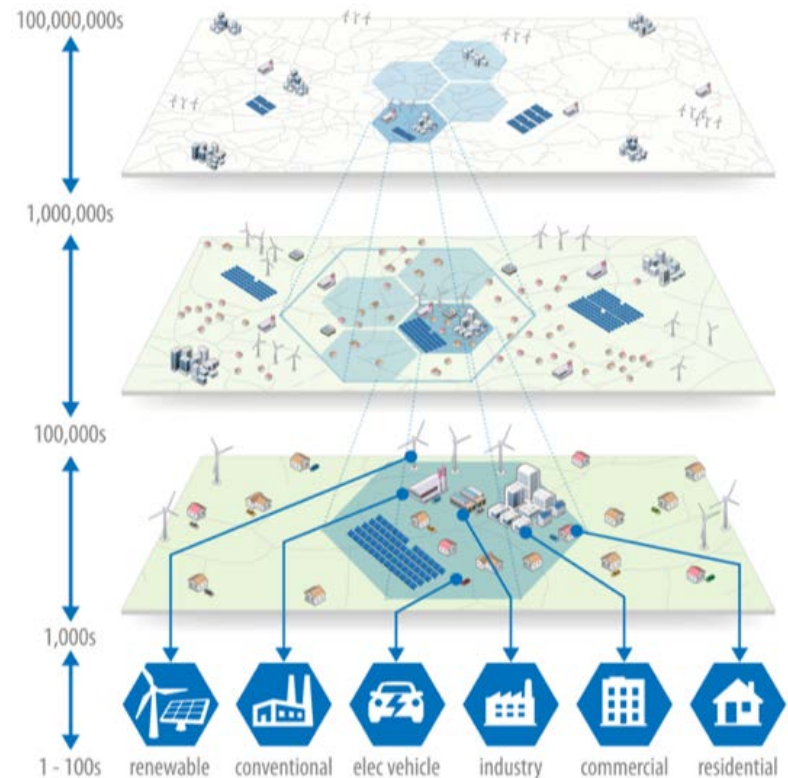 100,000,000s
1,000,000s
100,000s
1,000s
1 - 100s
renewable
conventional
elec vehicle
industry
commercial
residential